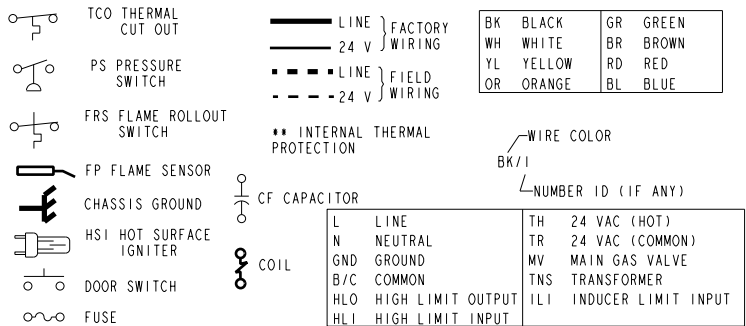 TCO THERMAL
CUT OUT
PS PRESSURE
SWITCH
FRS FLAME ROLLOUT
SWITCH
FP FLAME SENSOR
CHASSIS GROUND
HSI HOT SURFACE
IGNITER
DOOR SWITCH
FUSE
LINE
24 V
FACTORY
WIRING
LINE
24 V
FIELD
WIRING
** INTERNAL THERMAL
PROTECTION
CF CAPACITOR
COIL
BK BLACK GR GREEN
WH WHITE BR BROWN
YL YELLOW RD RED
OR ORANGE BL BLUE
WIRE COLOR
BK/1
NUMBER ID (IF ANY)
L LINE TH 24 VAC (HOT)
N NEUTRAL TR 24 VAC (COMMON)
GND GROUND MV MAIN GAS VALVE
B/C COMMON TNS TRANSFORMER
HLO HIGH LIMIT OUTPUT ILI INDUCER LIMIT INPUT
HLI HIGH LIMIT INPUT